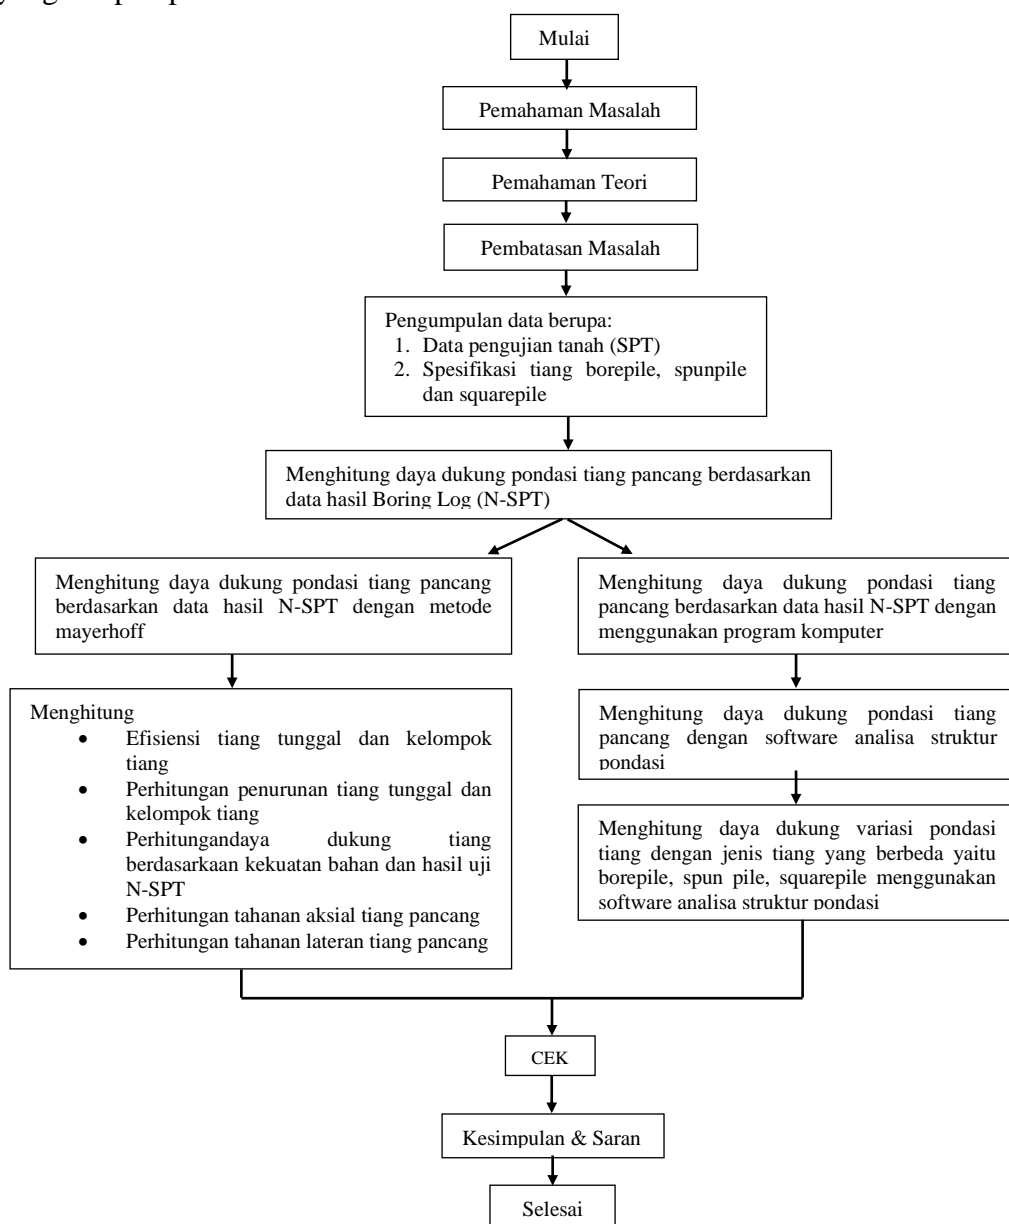 Mulai
Pemahaman Masalah
Pemahaman Teori
Pembatasan Masalah
Pengumpulan data berupa:
1. Data pengujian tanah (SPT)
2. Spesifikasi tiang borepile, spunpile
dan squarepile
Menghitung daya dukung pondasi tiang pancang berdasarkan
data hasil Boring Log (N-SPT)
Menghitung daya dukung pondasi tiang pancang
berdasarkan data hasil N-SPT dengan metode
mayerhoff
Menghitung daya dukung pondasi tiang
pancang berdasarkan data hasil N-SPT dengan
menggunakan program komputer
Menghitung
• Efisiensi tiang tunggal dan kelompok
tiang
• Perhitungan penurunan tiang tunggal dan
kelompok tiang
• Perhitungandaya dukung tiang
berdasarkaan kekuatan bahan dan hasil uji
N-SPT
• Perhitungan tahanan aksial tiang pancang
• Perhitungan tahanan lateran tiang pancang
Menghitung daya dukung pondasi tiang
pancang dengan software analisa struktur
pondasi
Menghitung daya dukung variasi pondasi
tiang dengan jenis tiang yang berbeda yaitu
borepile, spun pile, squarepile menggunakan
software analisa struktur pondasi
CEK
Kesimpulan & Saran
Selesai